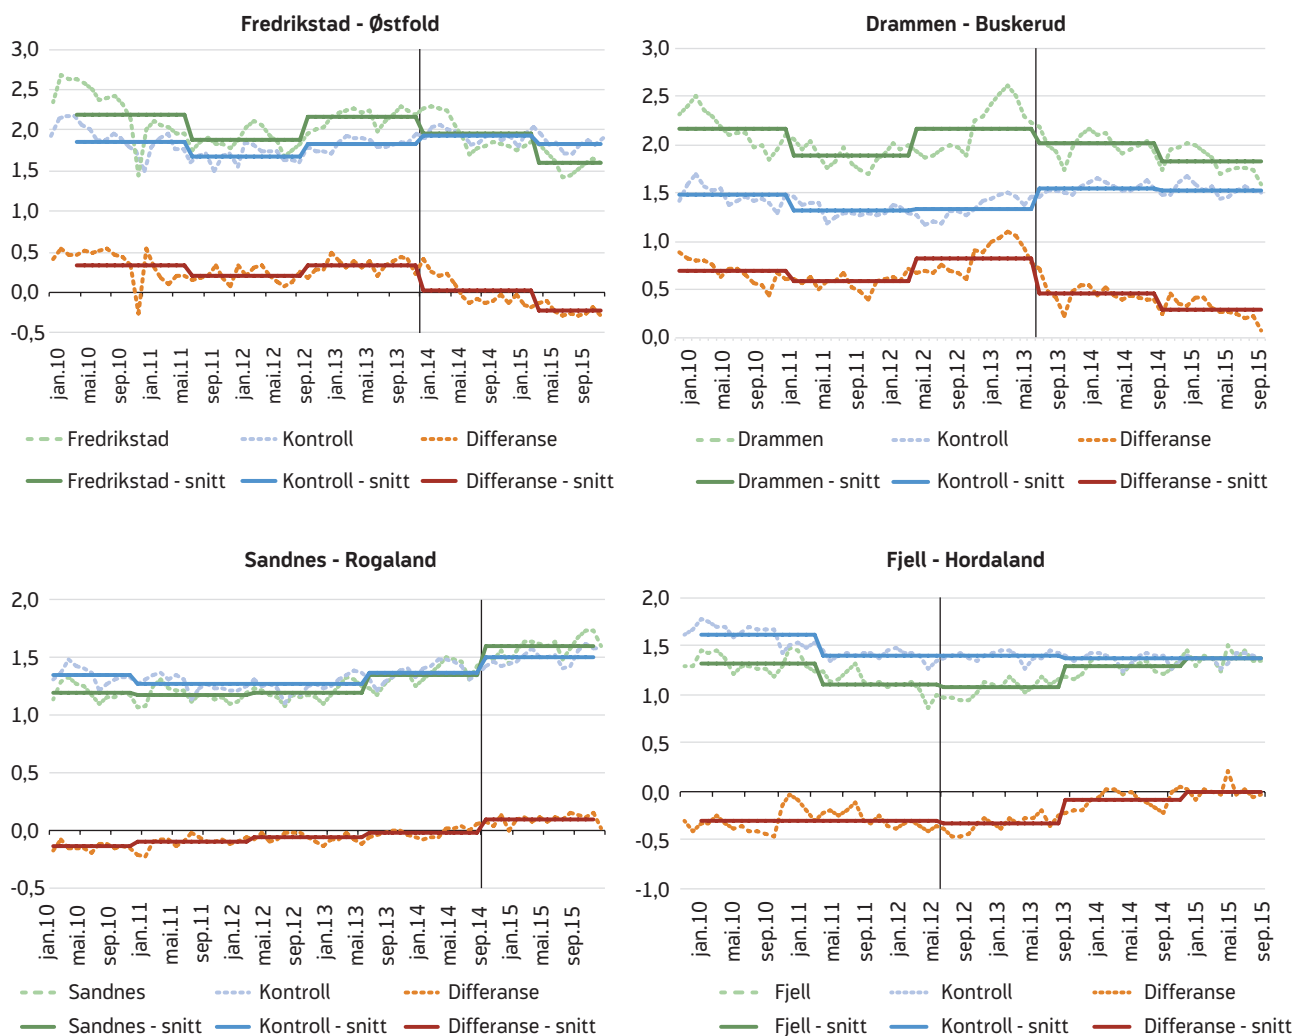 Fredrikstad - Østfold
3,0
2,5
2,0
1,5
1,0
0,5
0,0
-0,5
jan.10
mai.10
sep.10
jan.11
mai.11
sep.11
jan.12
mai.12
sep.12
jan.13
mai.13
sep.13
jan.14
mai.14
sep.14
jan.15
mai.15
sep.15
Fredrikstad Kontroll Differanse
Fredrikstad - snitt Kontroll - snitt Differanse - snitt
Drammen - Buskerud
3,0
2,5
2,0
1,5
1,0
0,5
0,0
jan.10
mai.10
sep.10
jan.11
mai.11
sep.11
jan.12
mai.12
sep.12
jan.13
mai.13
sep.13
jan.14
mai.14
sep.14
jan.15
mai.15
sep.15
Drammen Kontroll Differanse
Drammen - snitt Kontroll - snitt Differanse - snitt
Sandnes - Rogaland
2,0
1,5
1,0
0,5
0,0
-0,5
jan.10
mai.10
sep.10
jan.11
mai.11
sep.11
jan.12
mai.12
sep.12
jan.13
mai.13
sep.13
jan.14
mai.14
sep.14
jan.15
mai.15
sep.15
Sandnes Kontroll Differanse
Sandnes - snitt Kontroll - snitt Differanse - snitt
Fjell - Hordaland
2,0
1,5
1,0
0,5
0,0
-0,5
-1,0
jan.10
mai.10
sep.10
jan.11
mai.11
sep.11
jan.12
mai.12
sep.12
jan.13
mai.13
sep.13
jan.14
mai.14
sep.14
jan.15
mai.15
sep.15
Fjell Kontroll Differanse
Fjell - snitt Kontroll - snitt Differanse - snitt